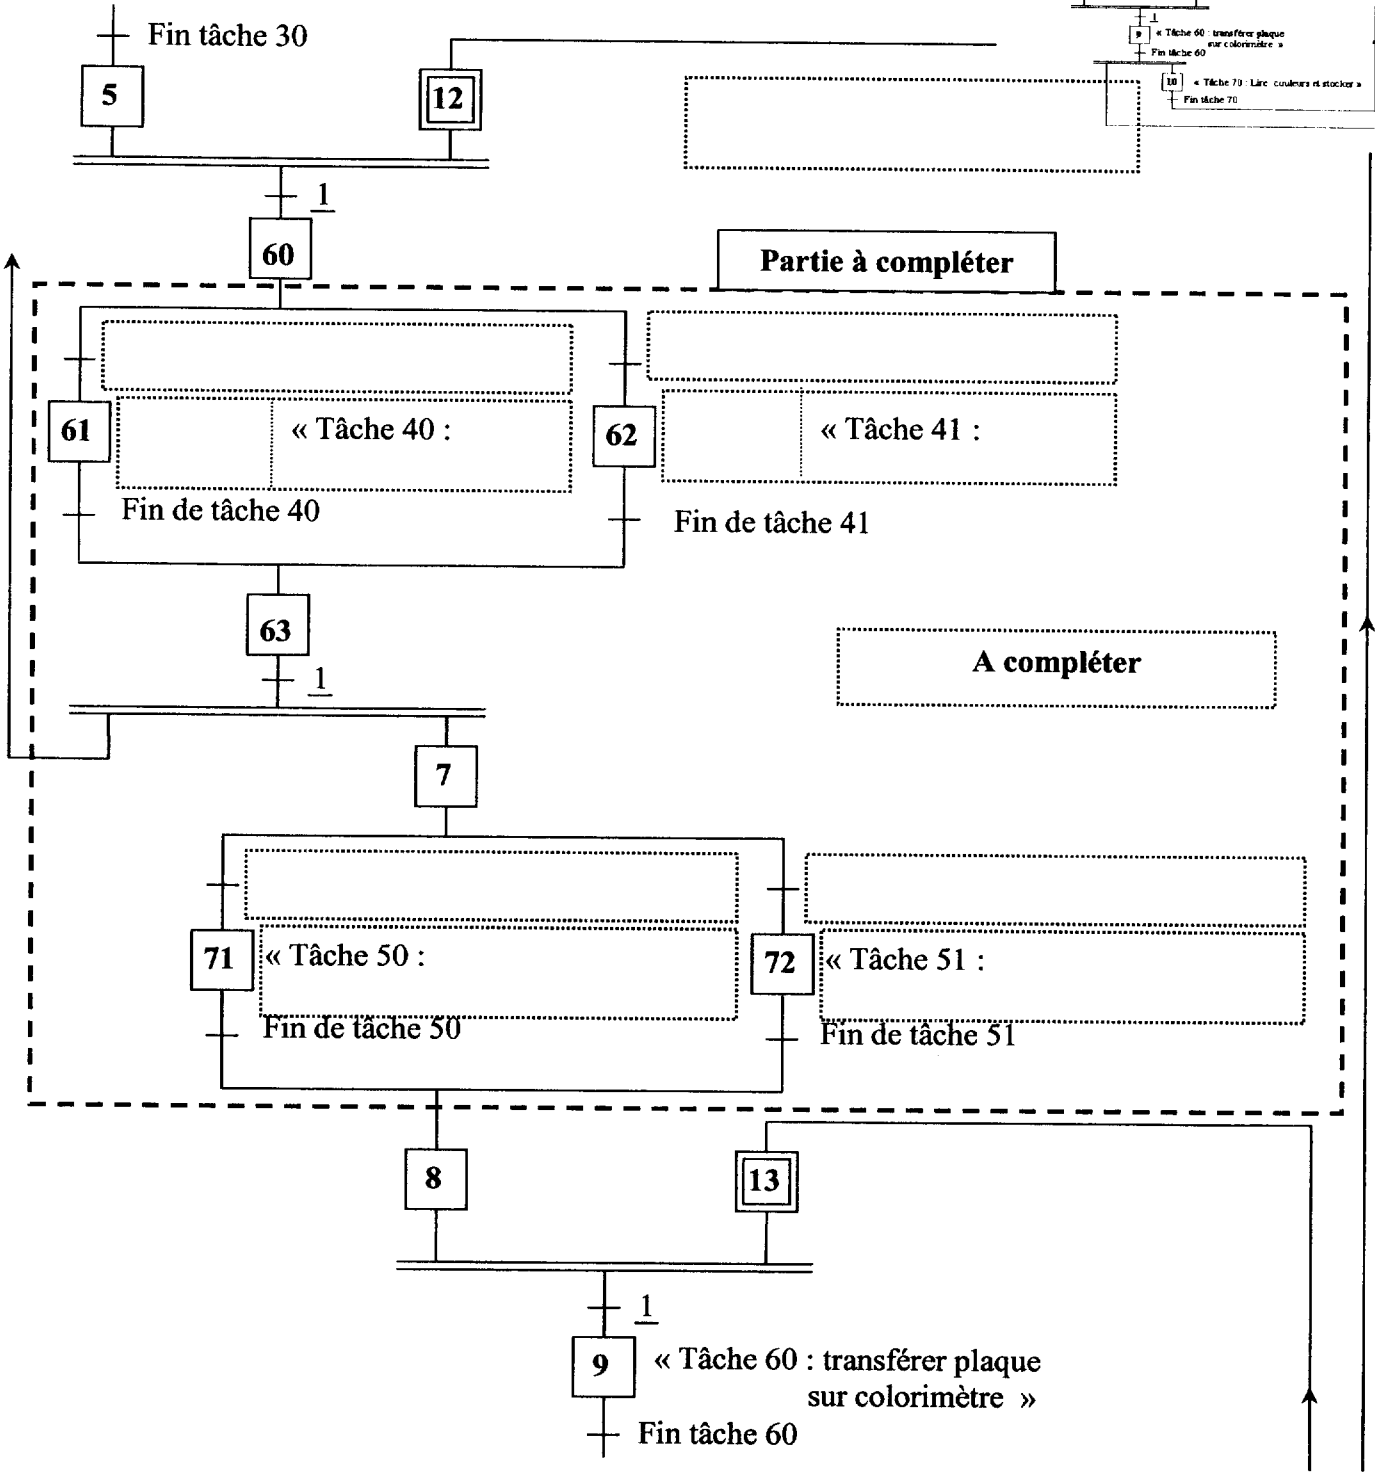 Fin tâche 30
5
12
1
9
« Tâche 60 : transférer plaque
sur colorimètre »
Fin tâche 60
10
« Tâche 70 : Lire couleurs et stocker »
Fin tâche 70
1
60
Partie à compléter
61
« Tâche 40 :
62
« Tâche 41 :
Fin de tâche 40
Fin de tâche 41
63
A compléter
1
7
71
« Tâche 50 :
72
« Tâche 51 :
Fin de tâche 50
Fin de tâche 51
8
13
1
9
« Tâche 60 : transférer plaque
sur colorimètre »
Fin tâche 60